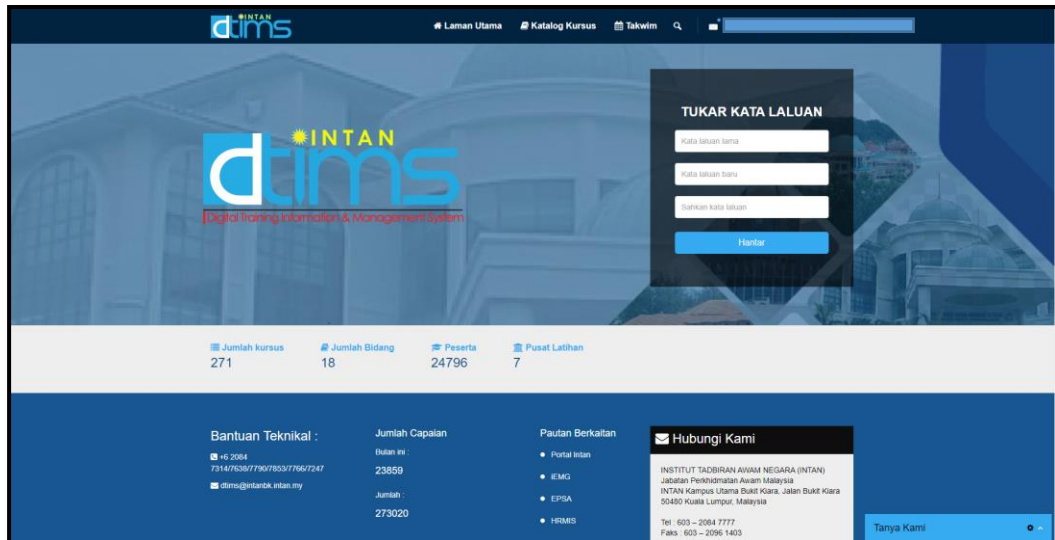 INTAN
dtims
Laman Utama
Katalog Kursus
Takwim
INTAN
dtims
Digital Training Information & Management System
TUKAR KATA LALUAN
Kata laluan lama
Kata laluan baru
Sahkan kata laluan
Hantar
Jumlah kursus
271
Jumlah Bidang
18
Peserta
24796
Pusat Latihan
7
Bantuan Teknikal :
+6 2084
7314/7638/7790/7853/7766/7247
dtims@intanbk.intan.my
Jumlah Capaian
Bulan ini :
23859
Jumlah :
273020
Pautan Berkaitan
Portal Intan
iEMG
EPSA
HRMIS
Hubungi Kami
INSTITUT TADBIRAN AWAM NEGARA (INTAN)
Jabatan Perkhidmatan Awam Malaysia
INTAN Kampus Utama Bukit Kiara, Jalan Bukit Kiara
50480 Kuala Lumpur, Malaysia
Tel : 603 – 2084 7777
Faks : 603 – 2096 1403
Tanya Kami